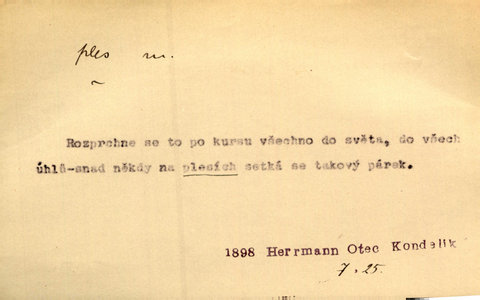 ples m.
~
Rozprchne se to po kursu všechno do světa, do všech
úhlů-snad někdy na plesích setká se takový párek.
1898 Herrmann Otec Kondelik
7. 25.